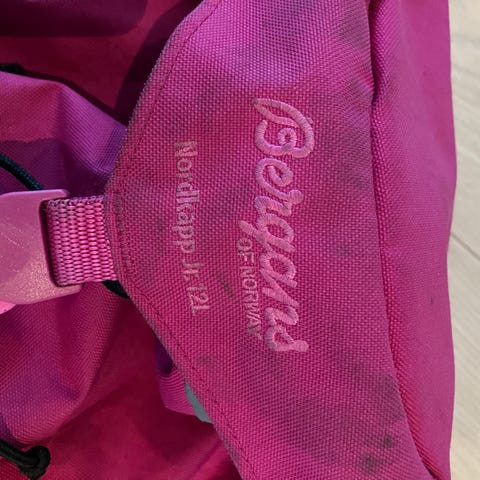 Bergans
OF NORWAY
Nordkapp Jr. 12L